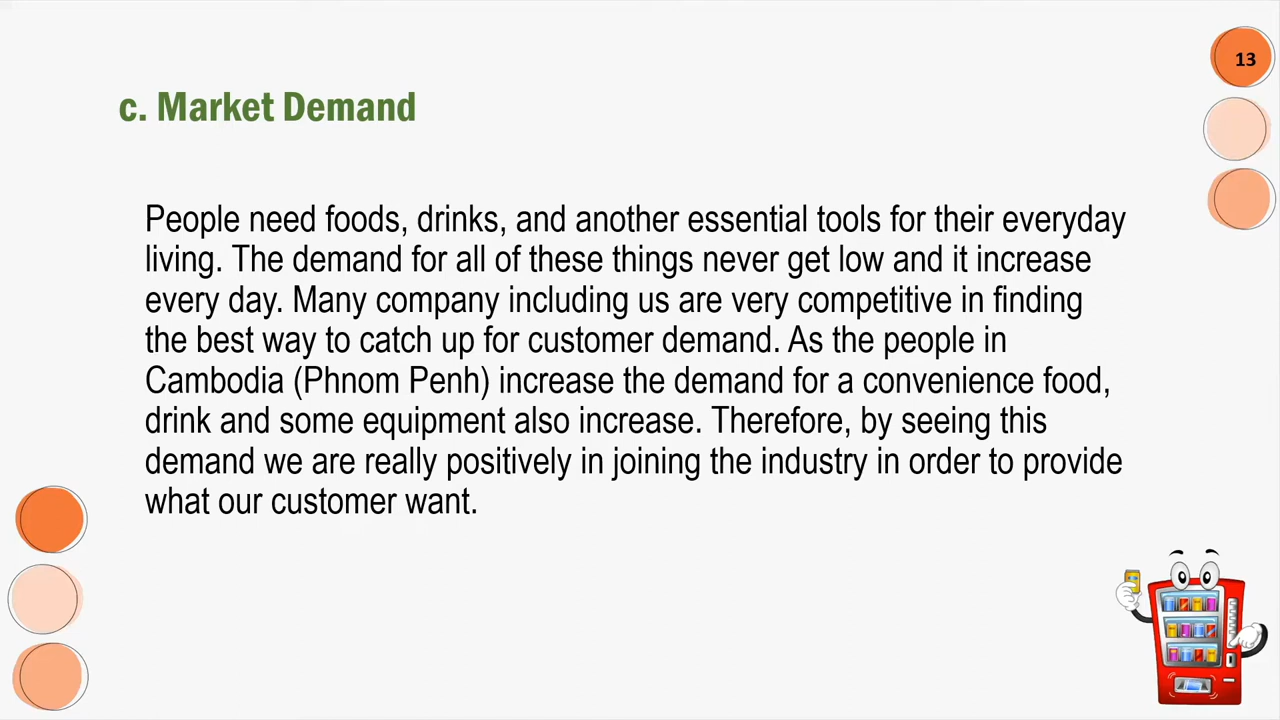 13
c. Market Demand
People need foods, drinks, and another essential tools for their everyday
living. The demand for all of these things never get low and it increase
every day. Many company including us are very competitive in finding
the best way to catch up for customer demand. As the people in
Cambodia (Phnom Penh) increase the demand for a convenience food,
drink and some equipment also increase. Therefore, by seeing this
demand we are really positively in joining the industry in order to provide
what our customer want.